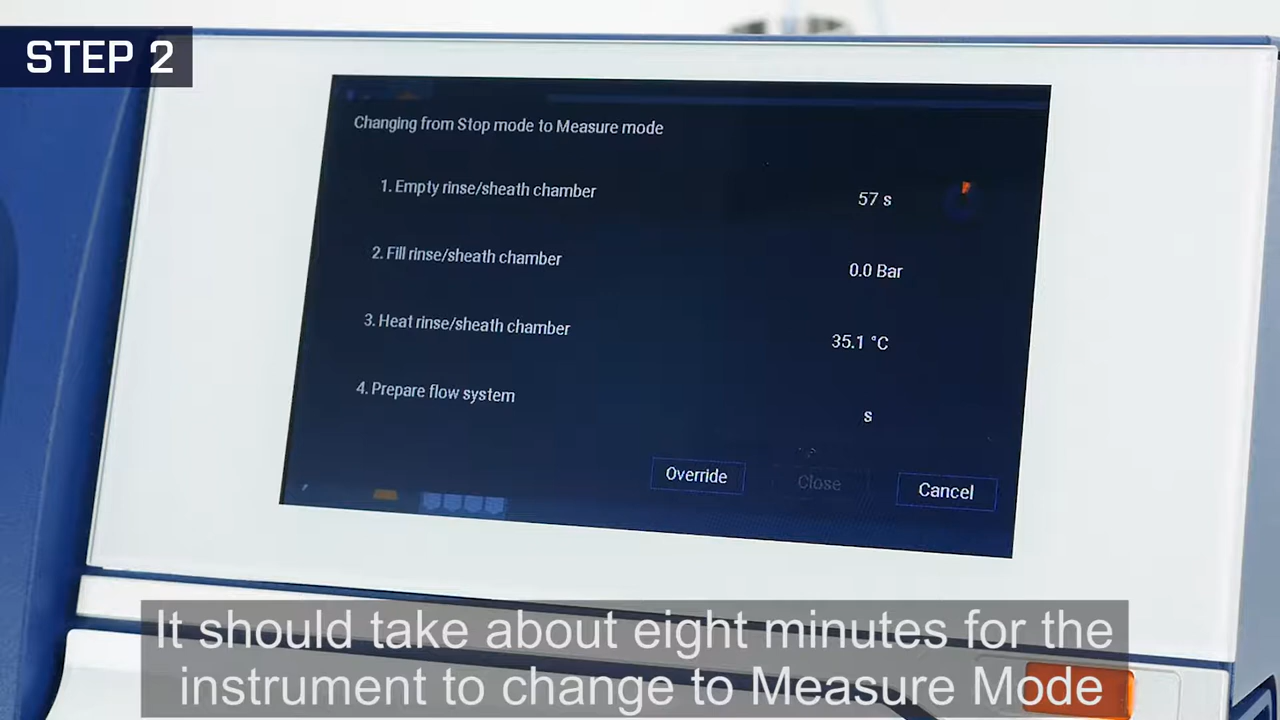 STEP 2
Changing from Stop mode to Measure mode
1. Empty rinse/sheath chamber 57 s
2. Fill rinse/sheath chamber 0.0 Bar
3. Heat rinse/sheath chamber 35.1 °C
4. Prepare flow system s
Override Close Cancel
It should take about eight minutes for the
instrument to change to Measure Mode